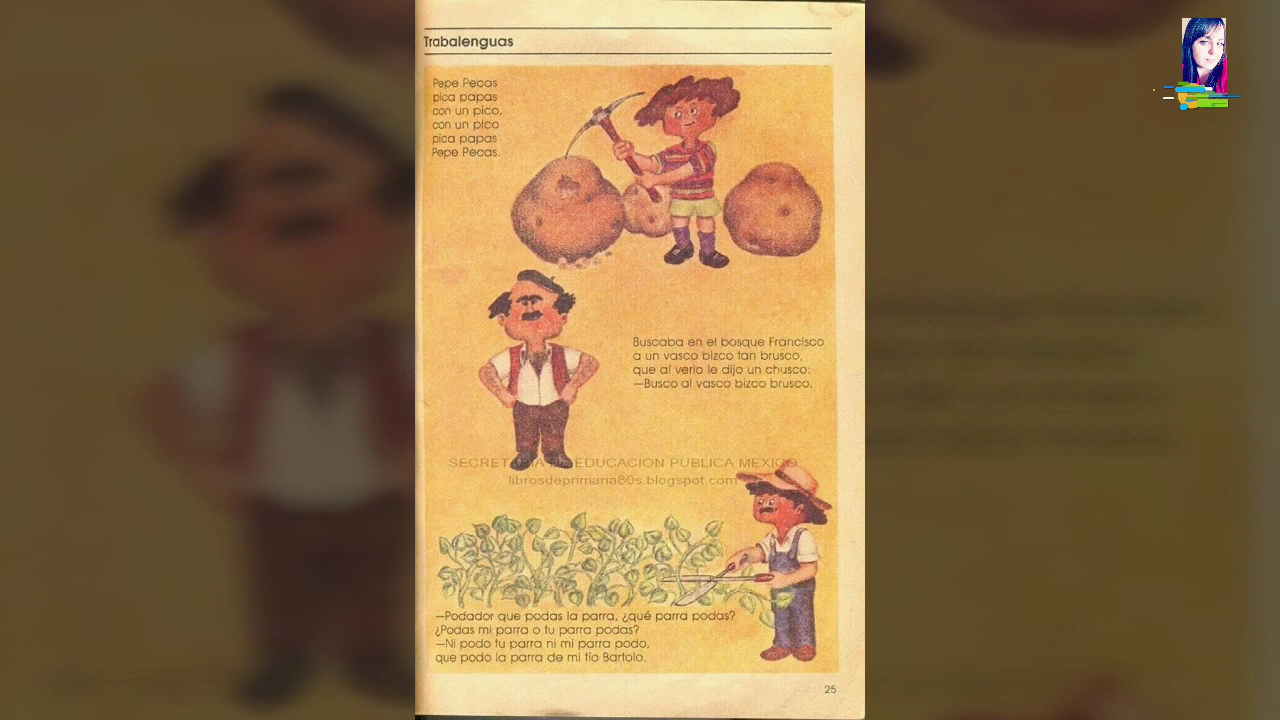 Trabalenguas
Pepe Pecas
pica papas
con un pico,
con un pico
pica papas
Pepe Pecas.
Buscaba en el bosque Francisco
a un vasco bizco tan brusco,
que al verlo le dijo un chusco:
—Busco al vasco bizco brusco.
SECRETARIA DE EDUCACION PUBLICA MEXICO
librosdeprimaria80s.blogspot.com
—Podador que podas la parra, ¿qué parra podas?
¿Podas mi parra o tu parra podas?
—Ni podo tu parra ni mi parra podo,
que podo la parra de mi tío Bartolo.
25